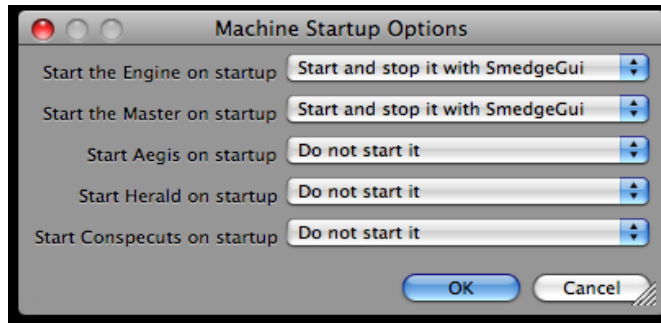 Machine Startup Options
Start the Engine on startup Start and stop it with SmedgeGui
Start the Master on startup Start and stop it with SmedgeGui
Start Aegis on startup Do not start it
Start Herald on startup Do not start it
Start Conspecuts on startup Do not start it
OK Cancel